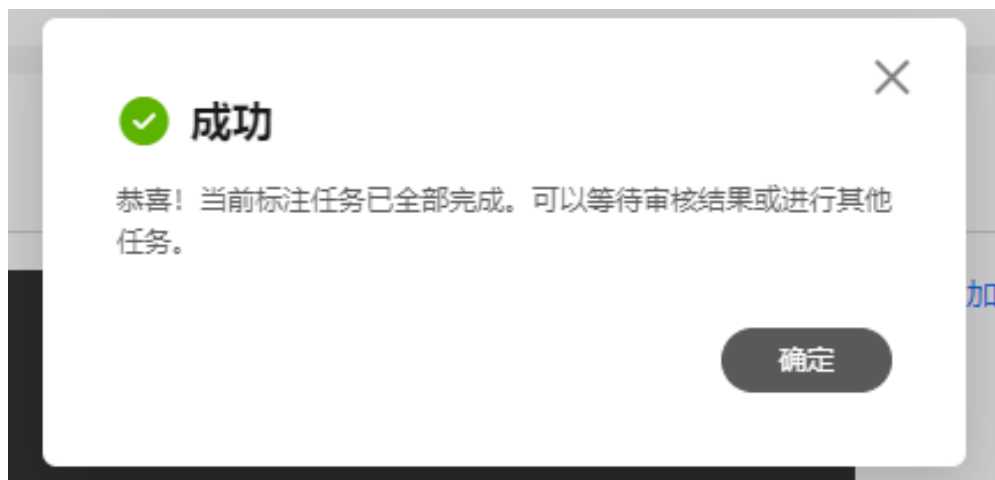 成功
恭喜！当前标注任务已全部完成。可以等待审核结果或进行其他
任务。
加
确定